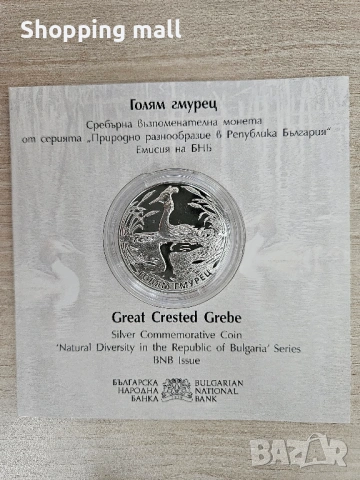 Shopping mall
Голям гмурец
Сребърна възпоменателна монета
от серията „Природно разнообразие в Република България“
Емисия на БНБ
ГОЛЯМ ГМУРЕЦ
Great Crested Grebe
Silver Commemorative Coin
'Natural Diversity in the Republic of Bulgaria' Series
BNB Issue
БЪЛГАРСКА НАРОДНА БАНКА
BULGARIAN NATIONAL BANK
BAZAR